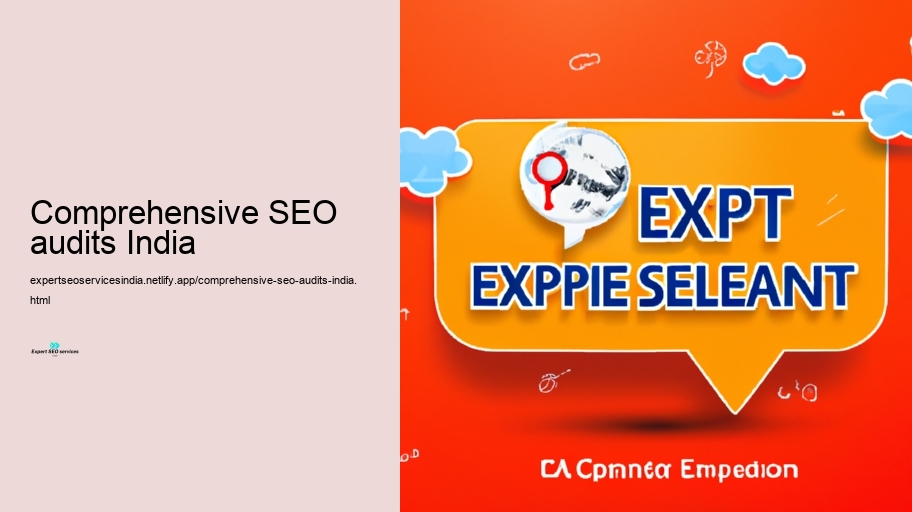 Comprehensive SEO
audits India
expertseoservicesindia.netlify.app/comprehensive-seo-audits-india.
html
Expert SEO services
EXPT
EXPPIE SELEANT
CA Cpmnter Empedion